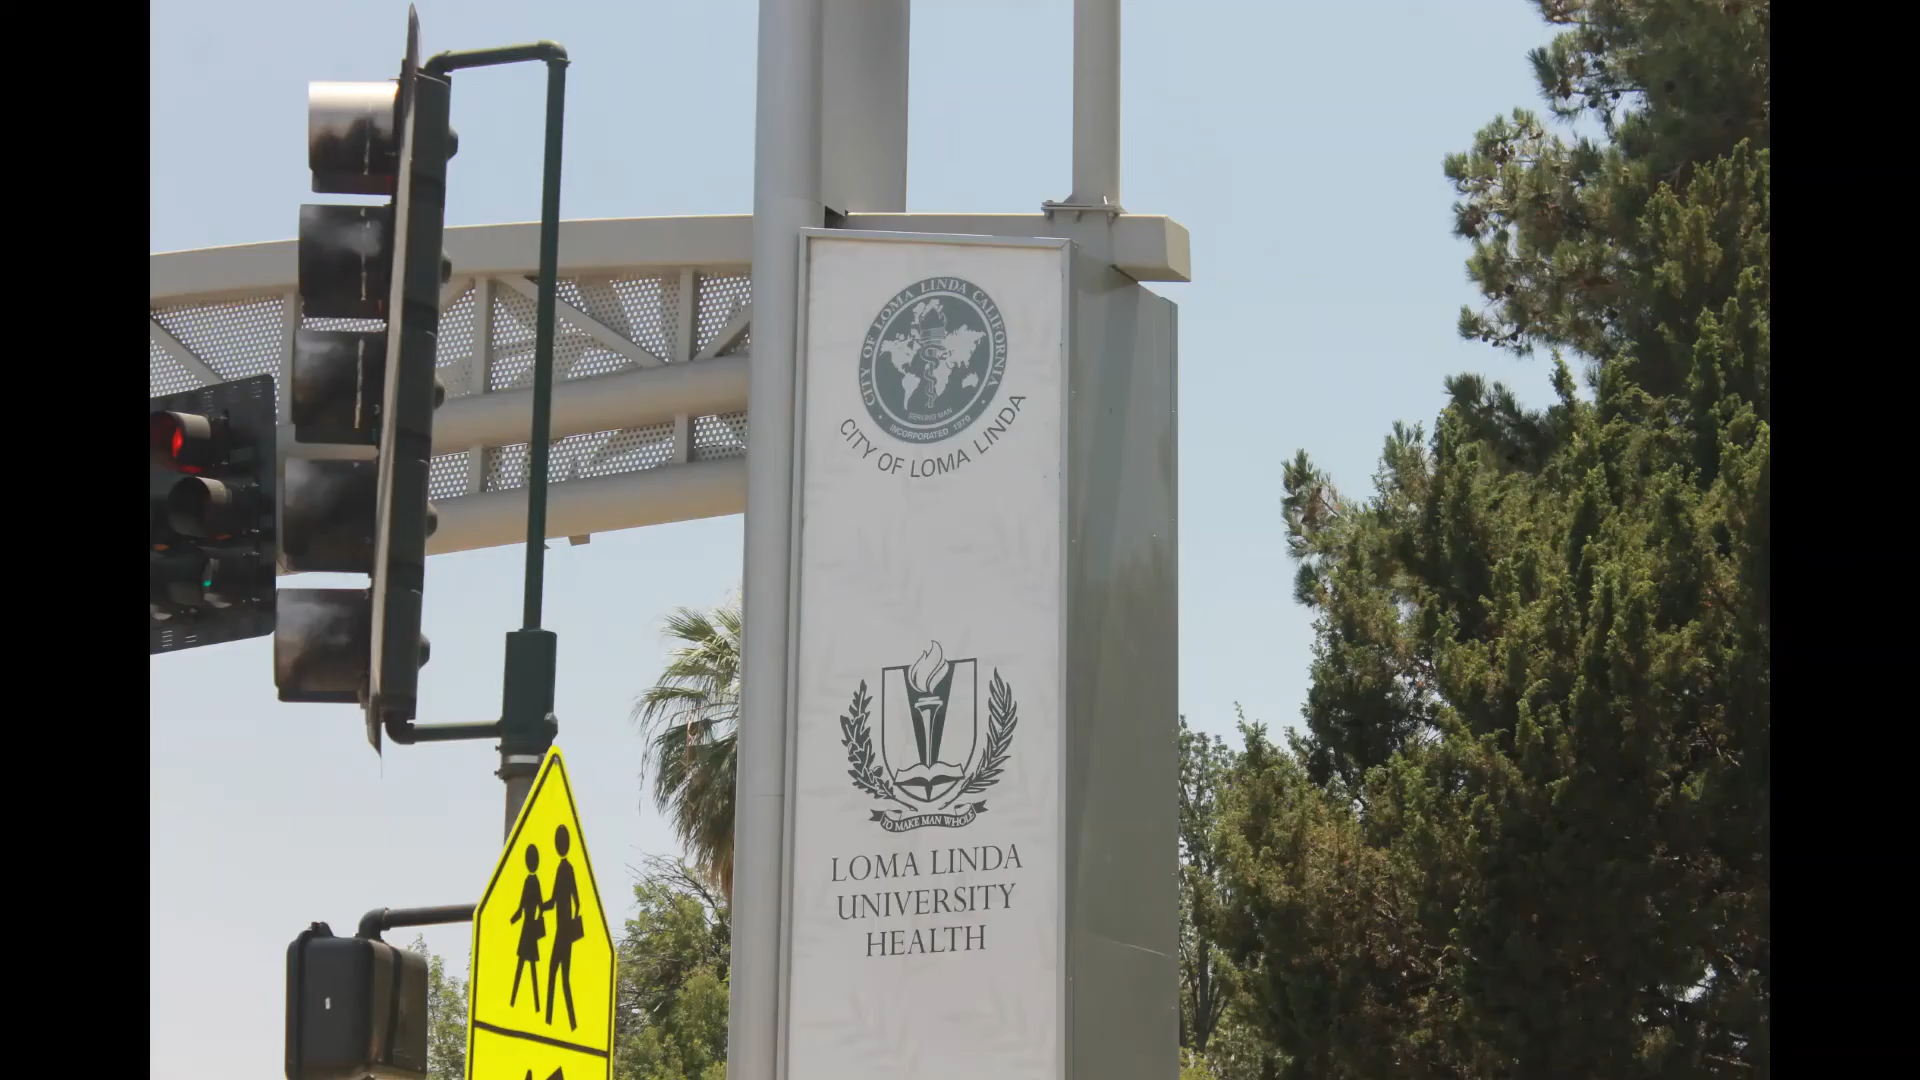 CITY OF LOMA LINDA CALIFORNIA
SERVING MAN
INCORPORATED 1970
CITY OF LOMA LINDA
TO MAKE MAN WHOLE
LOMA LINDA
UNIVERSITY
HEALTH